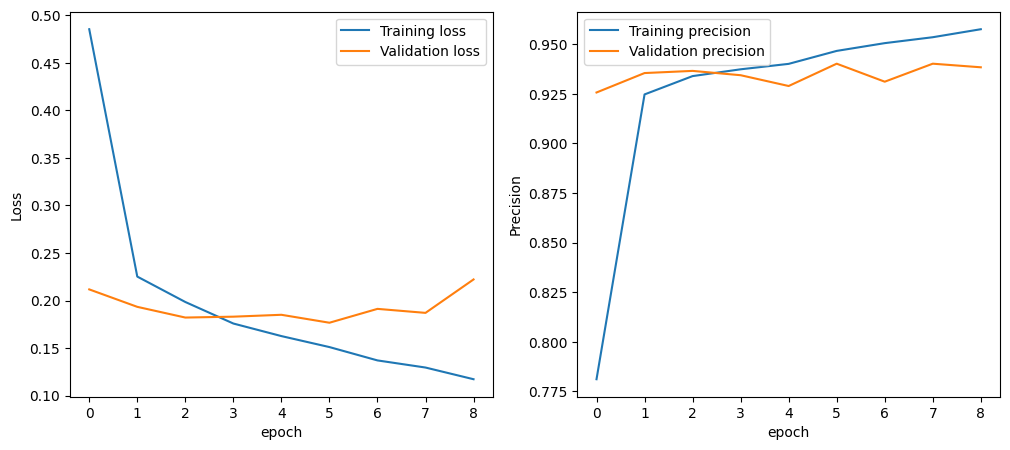 0.50
0.45
0.40
0.35
0.30
0.25
0.20
0.15
0.10
Loss
0 1 2 3 4 5 6 7 8
epoch
Training loss
Validation loss
0.950
0.925
0.900
0.875
0.850
0.825
0.800
0.775
Precision
0 1 2 3 4 5 6 7 8
epoch
Training precision
Validation precision